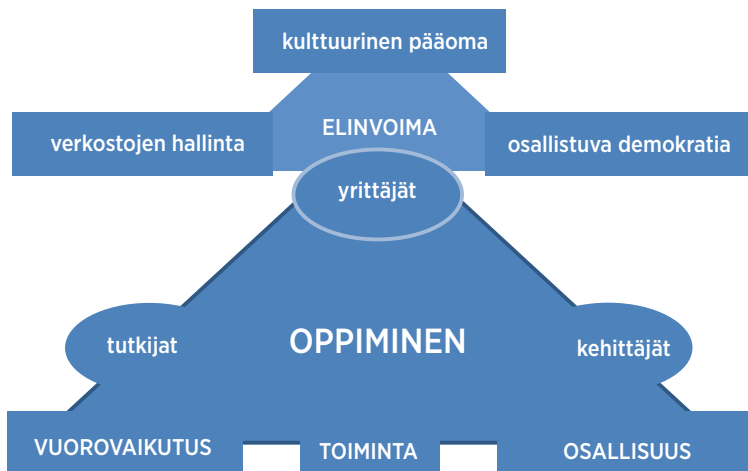 kulttuurinen pääoma
verkostojen hallinta
ELINVOIMA
osallistuva demokratia
yrittäjät
tutkijat
OPPIMINEN
kehittäjät
VUOROVAIKUTUS
TOIMINTA
OSALLISUUS